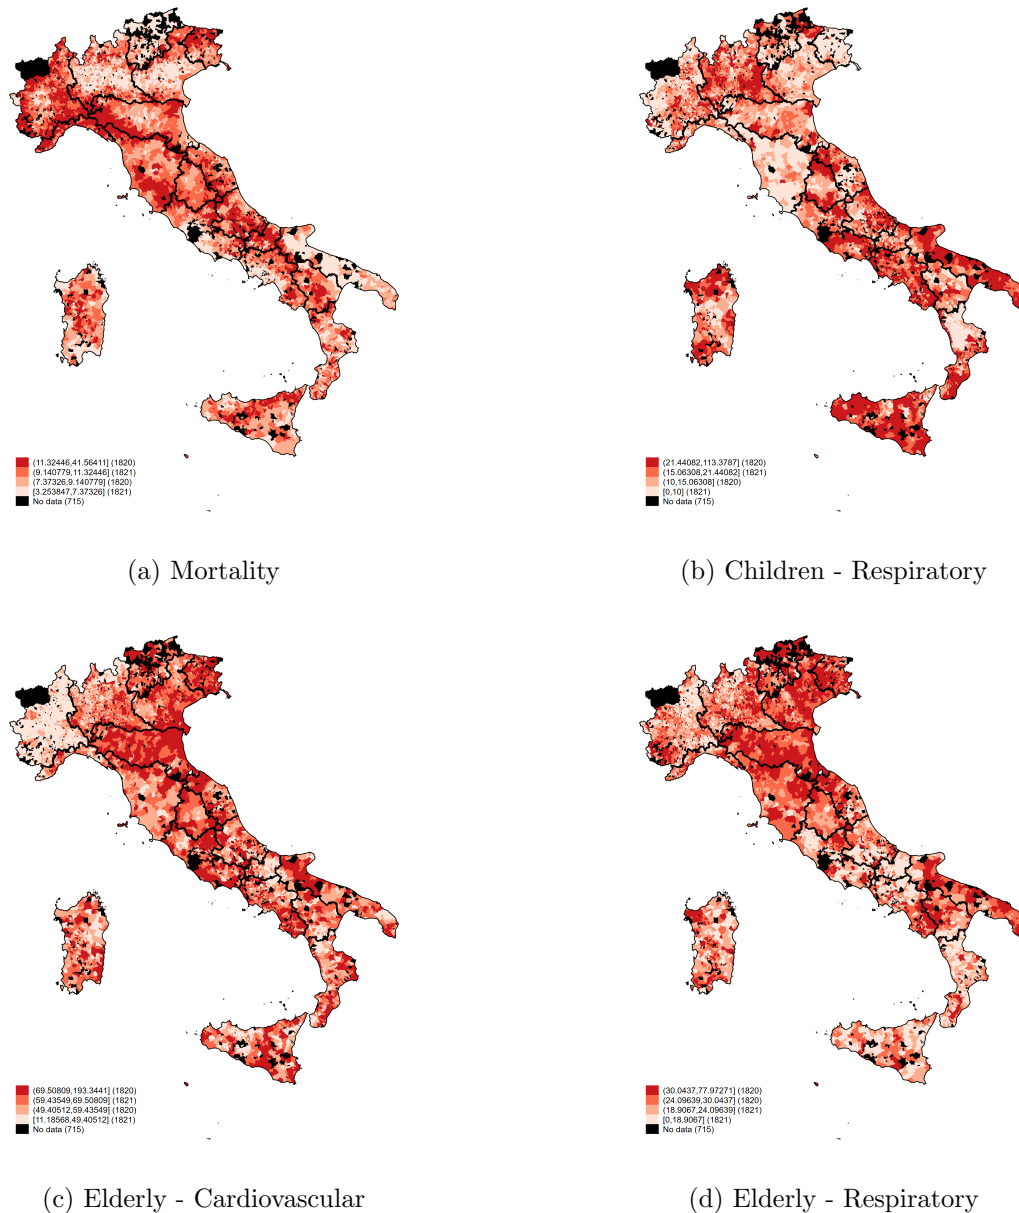 (11.32446,41.56411] (1820)
(9.140779,11.32446] (1821)
(7.37326,9.140779] (1820)
[3.253847,7.37326] (1821)
No data (715)
(a) Mortality
(21.44082,113.3787] (1820)
(15.06308,21.44082] (1821)
(10,15.06308] (1820)
[0,10] (1821)
No data (715)
(b) Children - Respiratory
(69.50809,193.3441] (1820)
(59.43549,69.50809] (1821)
(49.40512,59.43549] (1820)
[11.18568,49.40512] (1821)
No data (715)
(c) Elderly - Cardiovascular
(30.0437,77.97271] (1820)
(24.09639,30.0437] (1820)
(18.9067,24.09639] (1821)
[0,18.9067] (1821)
No data (715)
(d) Elderly - Respiratory